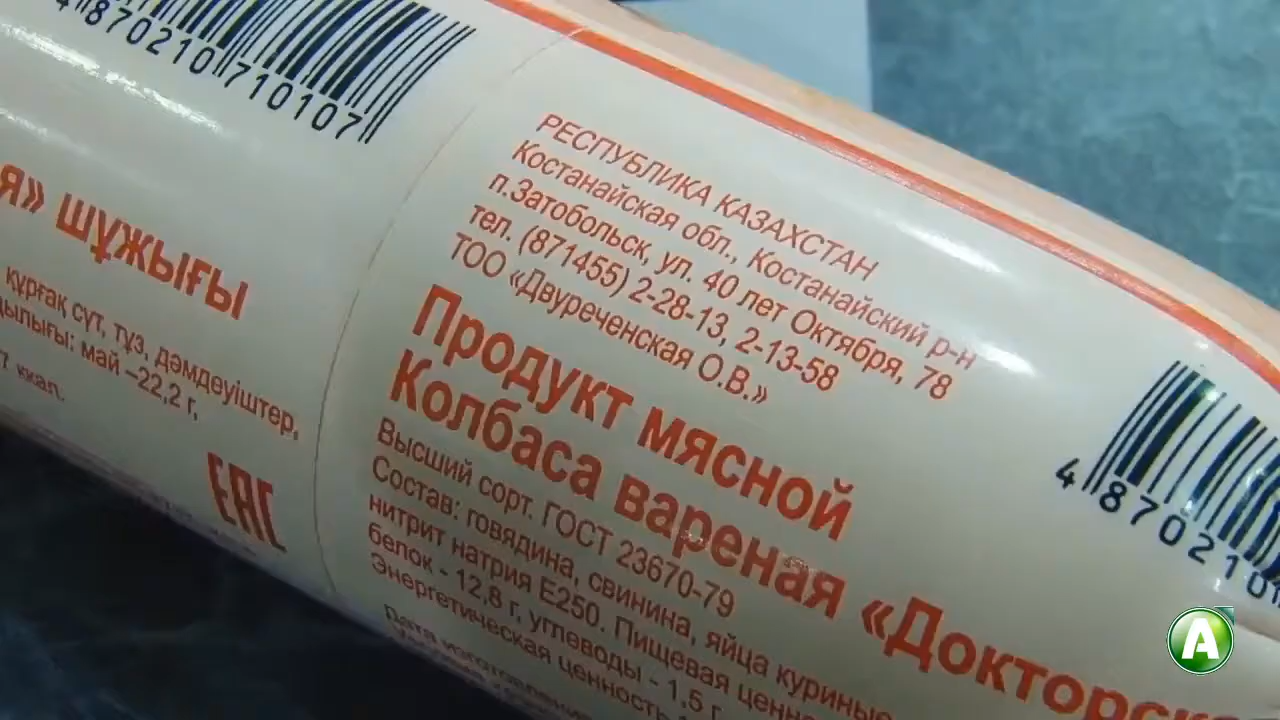 4870210710107
я» шұжығы
құрғақ сүт, тұз, дәмдеуіштер,
май –22,2 г,
ккал.
ЕАС
РЕСПУБЛИКА КАЗАХСТАН
Костанайская обл., Костанайский р-н
п.Затобольск, ул. 40 лет Октября, 78
тел. (871455) 2-28-13, 2-13-58
ТОО «Двуреченская О.В.»
Продукт мясной
Колбаса вареная «Докторск
Высший сорт. ГОСТ 23670-79
Состав: говядина, свинина, яйца куриные
нитрит натрия Е250. Пищевая ценн
белок - 12,8 г, углеводы - 1,5 г
Энергетическая ценность
Дата изготовления
4870210
А